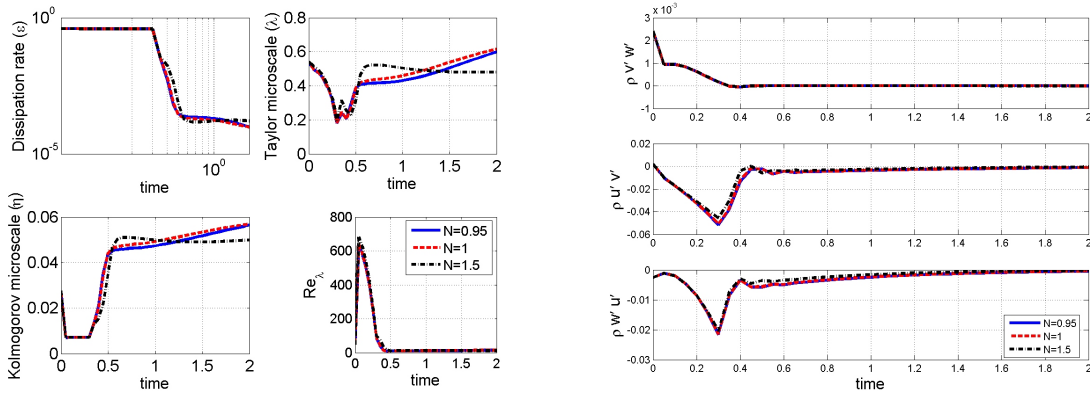 10^0
10^-5
10^0
Dissipation rate (ε)
time
0.8
0.6
0.4
0.2
0
0 0.5 1 1.5 2
Taylor microscale (λ)
time
0.06
0.04
0.02
0
0 0.5 1 1.5 2
Kolmogorov microscale (η)
time
800
600
400
200
0
0 0.5 1 1.5 2
Re_λ
time
N=0.95
N=1
N=1.5
x 10^-3
3
2
1
0
-1
0 0.2 0.4 0.6 0.8 1 1.2 1.4 1.6 1.8 2
ρ v' w'
0.02
0
-0.02
-0.04
-0.06
0 0.2 0.4 0.6 0.8 1 1.2 1.4 1.6 1.8 2
ρ u' v'
0
-0.01
-0.02
-0.03
0 0.2 0.4 0.6 0.8 1 1.2 1.4 1.6 1.8 2
ρ w' u'
time
N=0.95
N=1
N=1.5